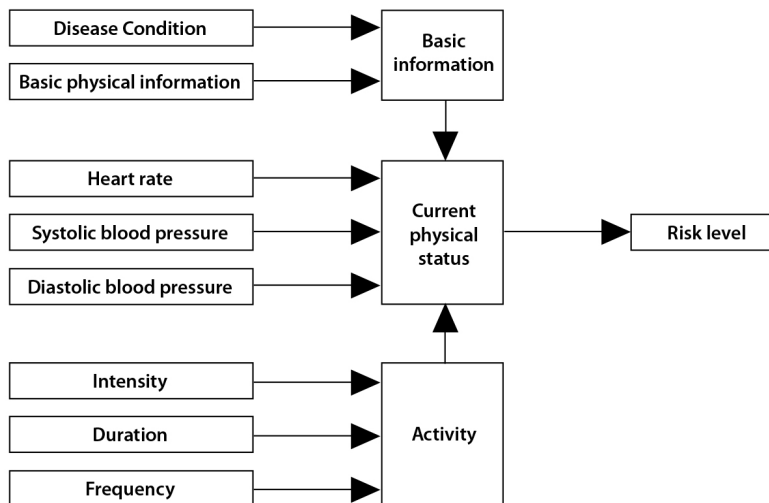 Disease Condition
Basic physical information
Basic
information
Heart rate
Systolic blood pressure
Diastolic blood pressure
Current
physical
status
Risk level
Intensity
Duration
Frequency
Activity